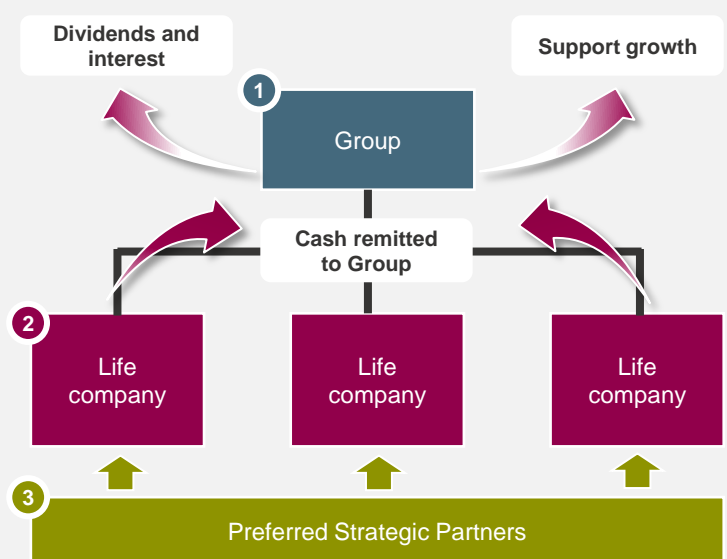 Dividends and
interest
Support growth
1
Group
Cash remitted
to Group
2
Life
company
Life
company
Life
company
3
Preferred Strategic Partners